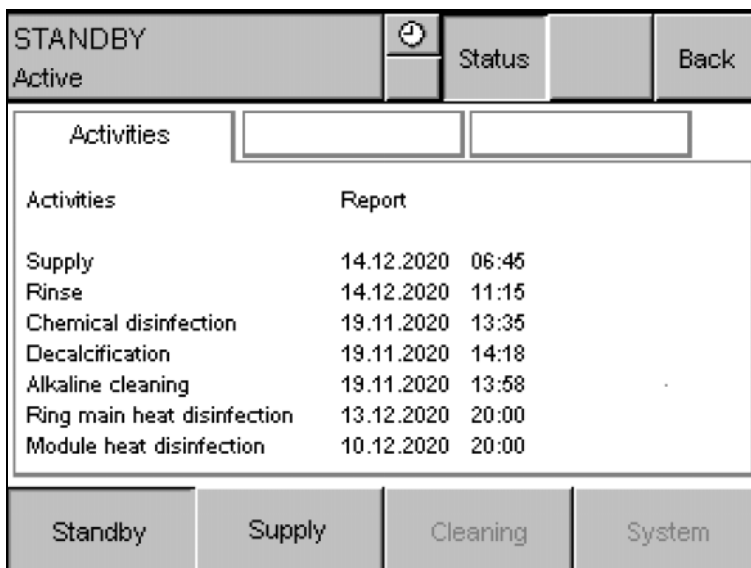 STANDBY
Active
Status
Back
Activities
Activities Report
Supply 14.12.2020 06:45
Rinse 14.12.2020 11:15
Chemical disinfection 19.11.2020 13:35
Decalcification 19.11.2020 14:18
Alkaline cleaning 19.11.2020 13:58
Ring main heat disinfection 13.12.2020 20:00
Module heat disinfection 10.12.2020 20:00
Standby Supply Cleaning System